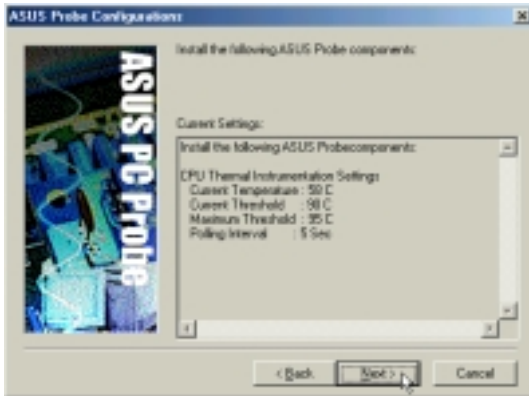 ASUS Probe Configurations
ASUS PC Probe
Install the following ASUS Probe components:
Current Settings:
Install the following ASUS Probecomponents:
CPU Thermal Instrumentation Settings
Current Temperature : 50 C
Current Threshold : 90 C
Maximum Threshold : 95 C
Polling Interval : 5 Sec
< Back
Next >
Cancel